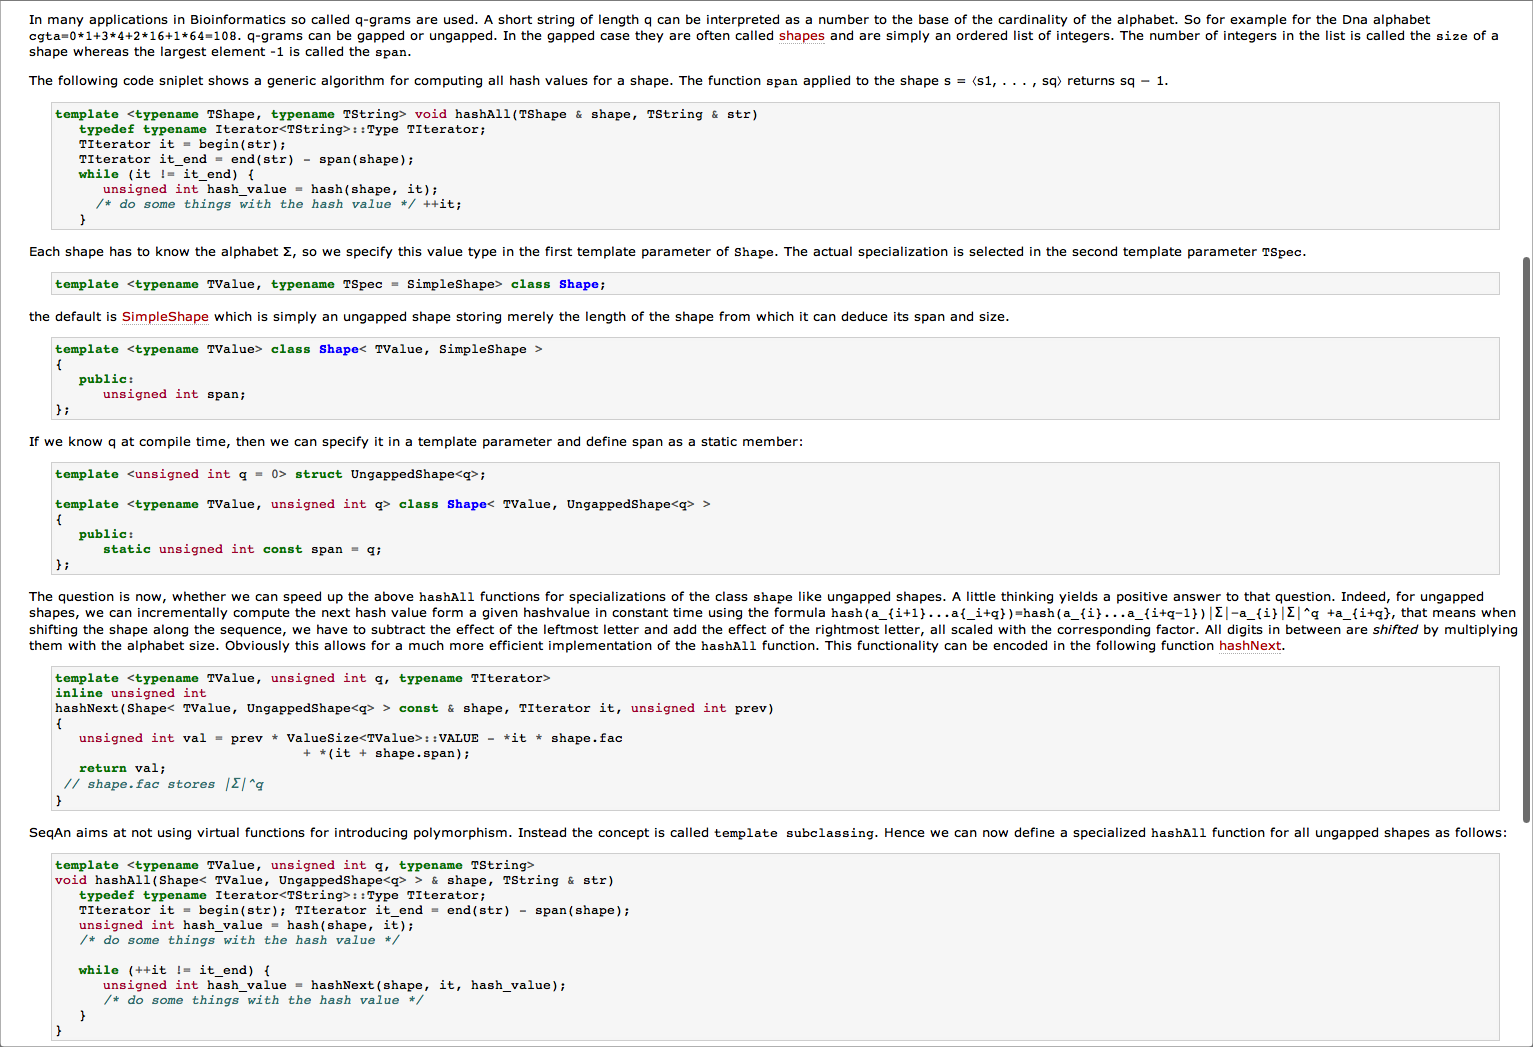 In many applications in Bioinformatics so called q-grams are used. A short string of length q can be interpreted as a number to the base of the cardinality of the alphabet. So for example for the Dna alphabet
cgta=0*1+3*4+2*16+1*64=108. q-grams can be gapped or ungapped. In the gapped case they are often called shapes and are simply an ordered list of integers. The number of integers in the list is called the size of a
shape whereas the largest element -1 is called the span.
The following code sniplet shows a generic algorithm for computing all hash values for a shape. The function span applied to the shape s = ⟨s1, . . . , sq⟩ returns sq − 1.
template <typename TShape, typename TString> void hashAll(TShape & shape, TString & str)
   typedef typename Iterator<TString>::Type TIterator;
   TIterator it = begin(str);
   TIterator it_end = end(str) - span(shape);
   while (it != it_end) {
      unsigned int hash_value = hash(shape, it);
     /* do some things with the hash value */ ++it;
   }
Each shape has to know the alphabet Σ, so we specify this value type in the first template parameter of Shape. The actual specialization is selected in the second template parameter TSpec.
template <typename TValue, typename TSpec = SimpleShape> class Shape;
the default is SimpleShape which is simply an ungapped shape storing merely the length of the shape from which it can deduce its span and size.
template <typename TValue> class Shape< TValue, SimpleShape >
{
   public:
      unsigned int span;
};
If we know q at compile time, then we can specify it in a template parameter and define span as a static member:
template <unsigned int q = 0> struct UngappedShape<q>;
template <typename TValue, unsigned int q> class Shape< TValue, UngappedShape<q> >
{
   public:
      static unsigned int const span = q;
};
The question is now, whether we can speed up the above hashAll functions for specializations of the class shape like ungapped shapes. A little thinking yields a positive answer to that question. Indeed, for ungapped
shapes, we can incrementally compute the next hash value form a given hashvalue in constant time using the formula hash(a_{i+1}...a{_i+q})=hash(a_{i}...a_{i+q-1})|Σ|-a_{i}|Σ|^q +a_{i+q}, that means when
shifting the shape along the sequence, we have to subtract the effect of the leftmost letter and add the effect of the rightmost letter, all scaled with the corresponding factor. All digits in between are shifted by multiplying
them with the alphabet size. Obviously this allows for a much more efficient implementation of the hashAll function. This functionality can be encoded in the following function hashNext.
template <typename TValue, unsigned int q, typename TIterator>
inline unsigned int
hashNext(Shape< TValue, UngappedShape<q> > const & shape, TIterator it, unsigned int prev)
{
   unsigned int val = prev * ValueSize<TValue>::VALUE - *it * shape.fac
                               + *(it + shape.span);
   return val;
 // shape.fac stores |Σ|^q
}
SeqAn aims at not using virtual functions for introducing polymorphism. Instead the concept is called template subclassing. Hence we can now define a specialized hashAll function for all ungapped shapes as follows:
template <typename TValue, unsigned int q, typename TString>
void hashAll(Shape< TValue, UngappedShape<q> > & shape, TString & str)
   typedef typename Iterator<TString>::Type TIterator;
   TIterator it = begin(str); TIterator it_end = end(str) - span(shape);
   unsigned int hash_value = hash(shape, it);
   /* do some things with the hash value */
   while (++it != it_end) {
      unsigned int hash_value = hashNext(shape, it, hash_value);
      /* do some things with the hash value */
   }
}